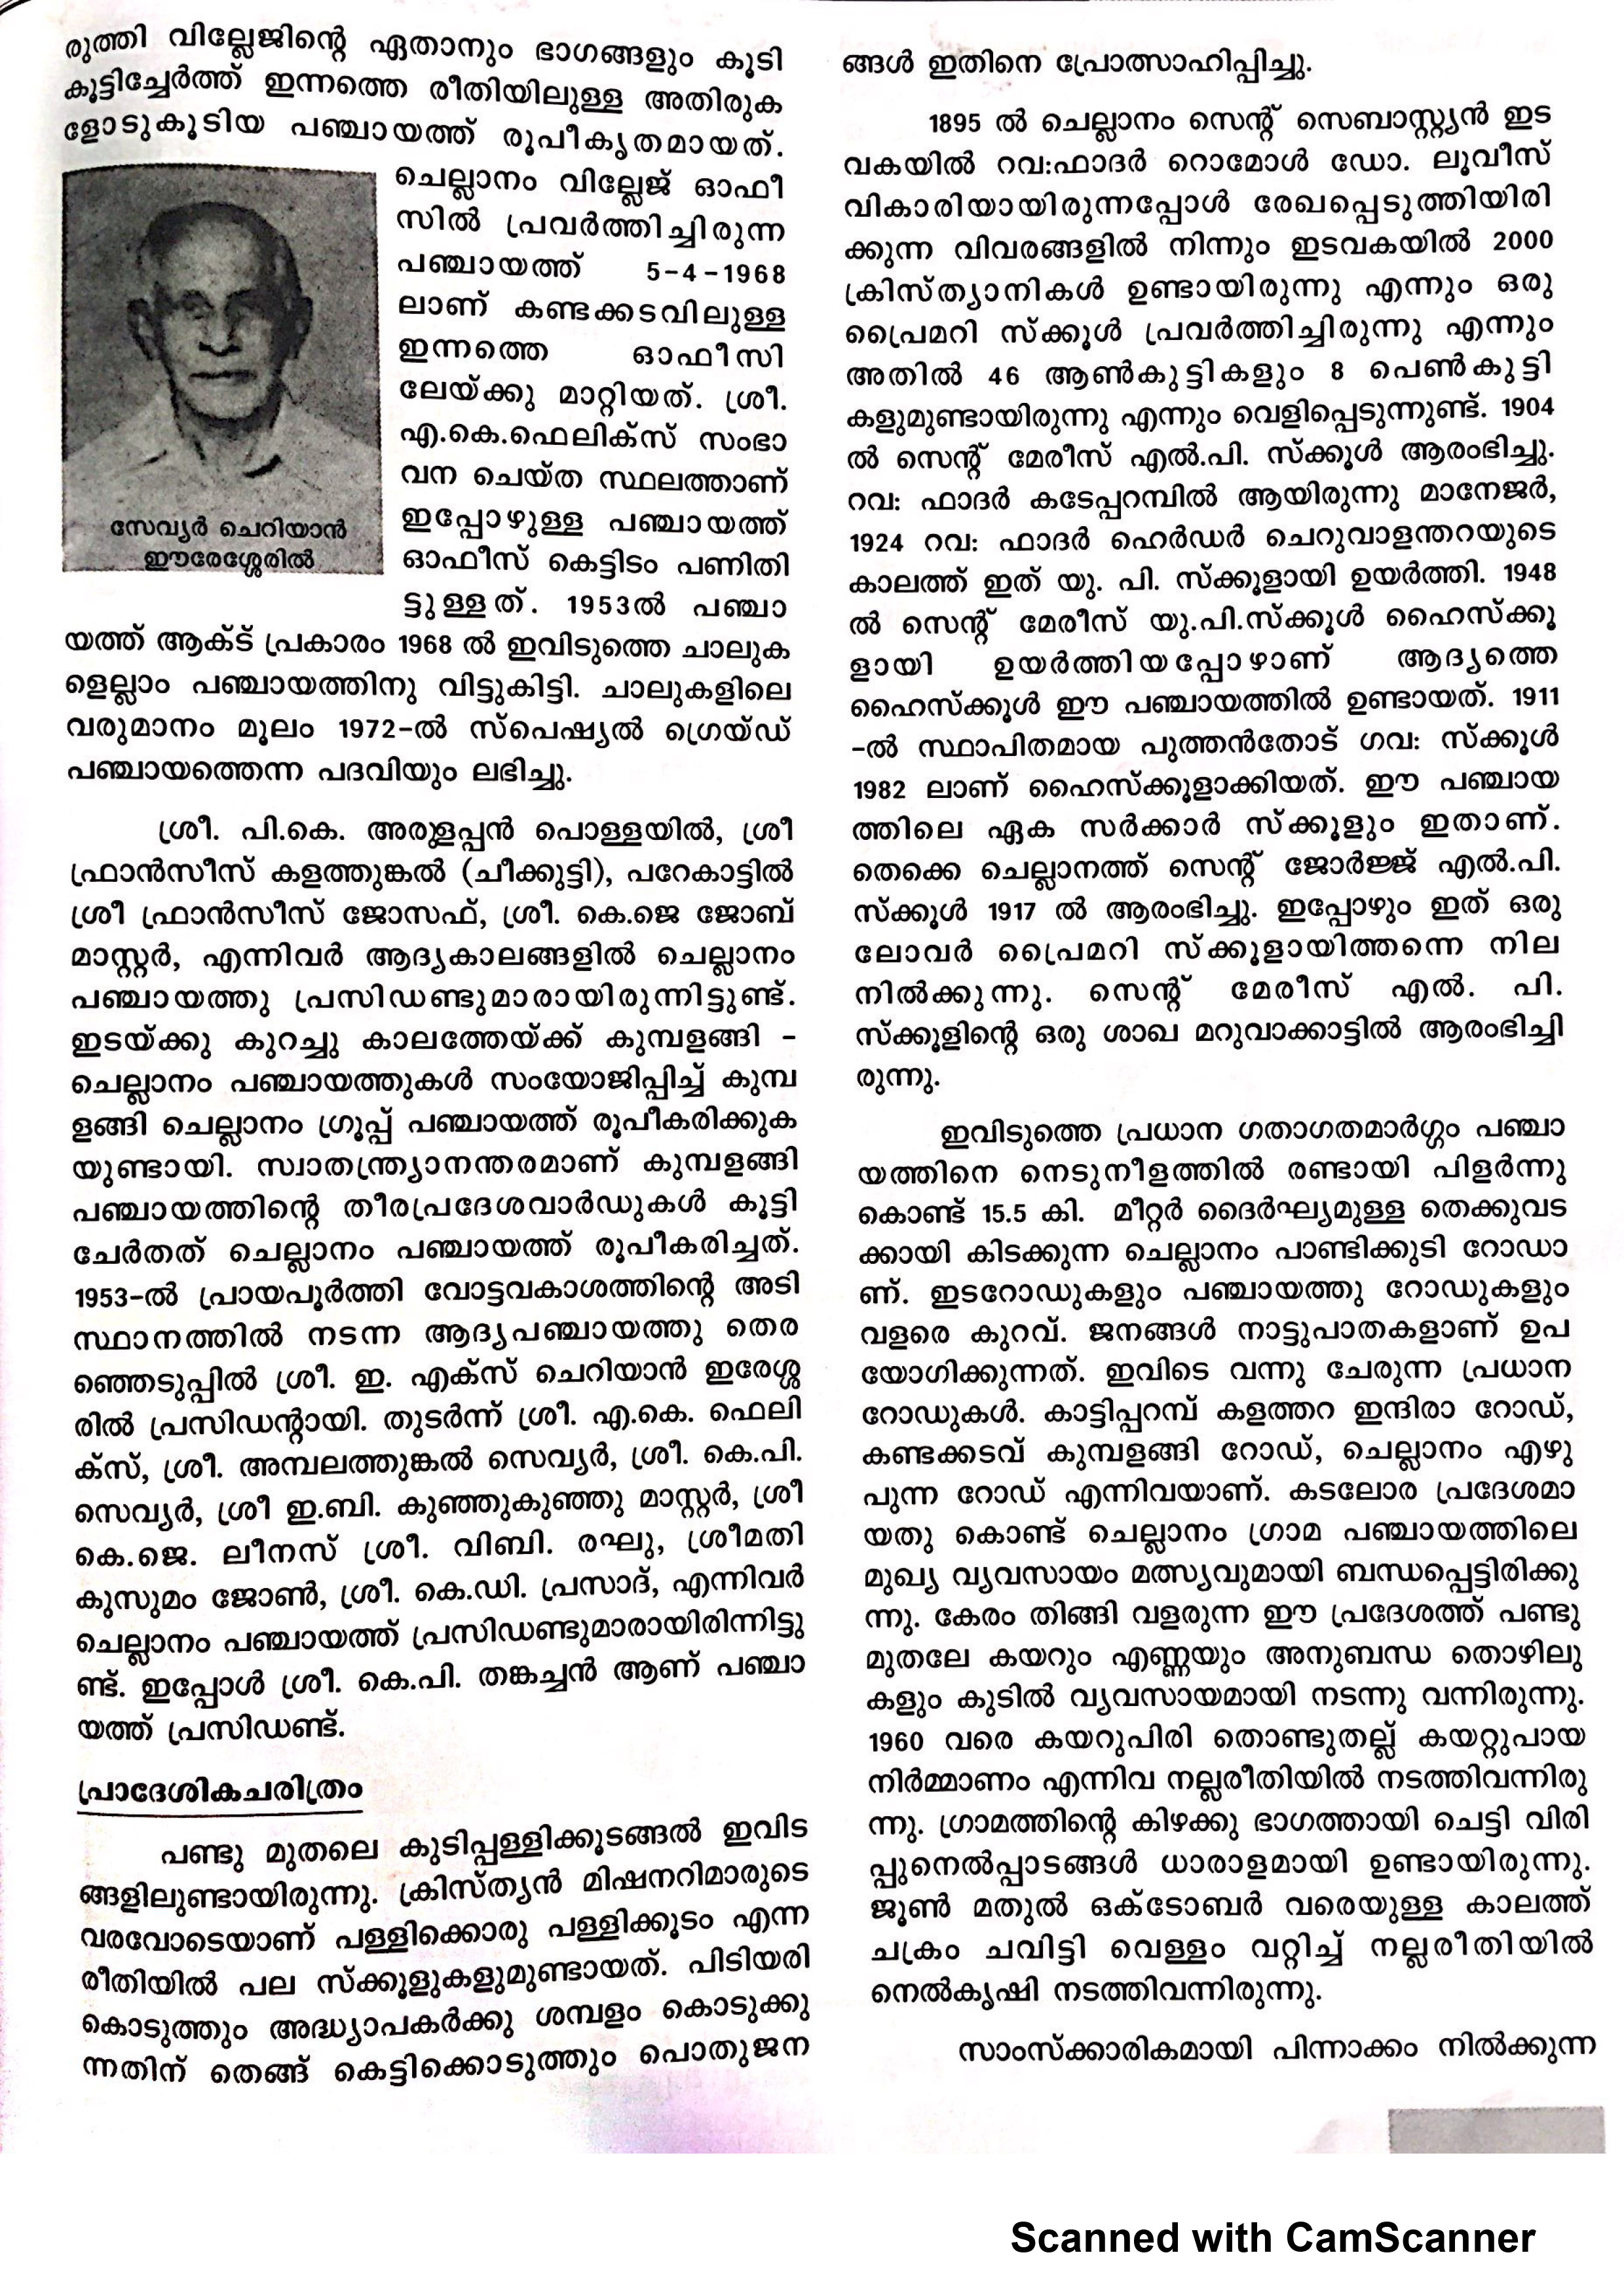 രുത്തി വില്ലേജിന്റെ ഏതാനും ഭാഗങ്ങളും കൂടി
കൂട്ടിച്ചേർത്ത് ഇന്നത്തെ രീതിയിലുള്ള അതിരുക
ളോടുകൂടിയ പഞ്ചായത്ത് രൂപീകൃതമായത്.
ചെല്ലാനം വില്ലേജ് ഓഫീ
സിൽ പ്രവർത്തിച്ചിരുന്ന
പഞ്ചായത്ത് 5-4-1968
ലാണ് കണ്ടക്കടവിലുള്ള
ഇന്നത്തെ ഓഫീസി
ലേയ്ക്കു മാറ്റിയത്. ശ്രീ.
എ.കെ.ഫെലിക്സ് സംഭാ
വന ചെയ്ത സ്ഥലത്താണ്
ഇപ്പോഴുള്ള പഞ്ചായത്ത്
ഓഫീസ് കെട്ടിടം പണിതി
ട്ടുള്ളത്. 1953ൽ പഞ്ചാ
സേവ്യർ ചെറിയാൻ
ഈരേശ്ശേരിൽ
യത്ത് ആക്ട് പ്രകാരം 1968 ൽ ഇവിടുത്തെ ചാലുക
ളെല്ലാം പഞ്ചായത്തിനു വിട്ടുകിട്ടി. ചാലുകളിലെ
വരുമാനം മൂലം 1972-ൽ സ്പെഷ്യൽ ഗ്രെയ്ഡ്
പഞ്ചായത്തെന്ന പദവിയും ലഭിച്ചു.
ശ്രീ. പി.കെ. അരുളപ്പൻ പൊള്ളയിൽ, ശ്രീ
ഫ്രാൻസീസ് കളത്തുങ്കൽ (ചീക്കുട്ടി), പറേകാട്ടിൽ
ശ്രീ ഫ്രാൻസീസ് ജോസഫ്, ശ്രീ. കെ.ജെ ജോബ്
മാസ്റ്റർ, എന്നിവർ ആദ്യകാലങ്ങളിൽ ചെല്ലാനം
പഞ്ചായത്തു പ്രസിഡണ്ടുമാരായിരുന്നിട്ടുണ്ട്.
ഇടയ്ക്കു കുറച്ചു കാലത്തേയ്ക്ക് കുമ്പളങ്ങി -
ചെല്ലാനം പഞ്ചായത്തുകൾ സംയോജിപ്പിച്ച് കുമ്പ
ളങ്ങി ചെല്ലാനം ഗ്രൂപ്പ് പഞ്ചായത്ത് രൂപീകരിക്കുക
യുണ്ടായി. സ്വാതന്ത്ര്യാനന്തരമാണ് കുമ്പളങ്ങി
പഞ്ചായത്തിന്റെ തീരപ്രദേശവാർഡുകൾ കൂട്ടി
ചേർതത് ചെല്ലാനം പഞ്ചായത്ത് രൂപീകരിച്ചത്.
1953-ൽ പ്രായപൂർത്തി വോട്ടവകാശത്തിന്റെ അടി
സ്ഥാനത്തിൽ നടന്ന ആദ്യപഞ്ചായത്തു തെര
ഞ്ഞെടുപ്പിൽ ശ്രീ. ഇ. എക്സ് ചെറിയാൻ ഇരേശ്ശ
രിൽ പ്രസിഡന്റായി. തുടർന്ന് ശ്രീ. എ.കെ. ഫെലി
ക്സ്, ശ്രീ. അമ്പലത്തുങ്കൽ സെവ്യർ, ശ്രീ. കെ.പി.
സെവ്യർ, ശ്രീ ഇ.ബി. കുഞ്ഞുകുഞ്ഞു മാസ്റ്റർ, ശ്രീ
കെ.ജെ. ലീനസ് ശ്രീ. വിബി. രഘു, ശ്രീമതി
കുസുമം ജോൺ, ശ്രീ. കെ.ഡി. പ്രസാദ്, എന്നിവർ
ചെല്ലാനം പഞ്ചായത്ത് പ്രസിഡണ്ടുമാരായിരിന്നിട്ടു
ണ്ട്. ഇപ്പോൾ ശ്രീ. കെ.പി. തങ്കച്ചൻ ആണ് പഞ്ചാ
യത്ത് പ്രസിഡണ്ട്.
പ്രാദേശികചരിത്രം
പണ്ടു മുതലെ കുടിപ്പള്ളിക്കൂടങ്ങൽ ഇവിട
ങ്ങളിലുണ്ടായിരുന്നു. ക്രിസ്ത്യൻ മിഷനറിമാരുടെ
വരവോടെയാണ് പള്ളിക്കൊരു പള്ളിക്കൂടം എന്ന
രീതിയിൽ പല സ്ക്കൂളുകളുമുണ്ടായത്. പിടിയരി
കൊടുത്തും അദ്ധ്യാപകർക്കു ശമ്പളം കൊടുക്കു
ന്നതിന് തെങ്ങ് കെട്ടിക്കൊടുത്തും പൊതുജന
ങ്ങൾ ഇതിനെ പ്രോത്സാഹിപ്പിച്ചു.
1895 ൽ ചെല്ലാനം സെന്റ് സെബാസ്റ്റ്യൻ ഇട
വകയിൽ റവ:ഫാദർ റൊമോൾ ഡോ. ലൂവീസ്
വികാരിയായിരുന്നപ്പോൾ രേഖപ്പെടുത്തിയിരി
ക്കുന്ന വിവരങ്ങളിൽ നിന്നും ഇടവകയിൽ 2000
ക്രിസ്ത്യാനികൾ ഉണ്ടായിരുന്നു എന്നും ഒരു
പ്രൈമറി സ്ക്കൂൾ പ്രവർത്തിച്ചിരുന്നു എന്നും
അതിൽ 46 ആൺകുട്ടികളും 8 പെൺകുട്ടി
കളുമുണ്ടായിരുന്നു എന്നും വെളിപ്പെടുന്നുണ്ട്. 1904
ൽ സെന്റ് മേരീസ് എൽ.പി. സ്ക്കൂൾ ആരംഭിച്ചു.
റവ: ഫാദർ കടേപ്പറമ്പിൽ ആയിരുന്നു മാനേജർ,
1924 റവ: ഫാദർ ഹെർഡർ ചെറുവാളന്തറയുടെ
കാലത്ത് ഇത് യു. പി. സ്ക്കൂളായി ഉയർത്തി. 1948
ൽ സെന്റ് മേരീസ് യു.പി.സ്ക്കൂൾ ഹൈസ്ക്കൂ
ളായി ഉയർത്തിയപ്പോഴാണ് ആദ്യത്തെ
ഹൈസ്ക്കൂൾ ഈ പഞ്ചായത്തിൽ ഉണ്ടായത്. 1911
-ൽ സ്ഥാപിതമായ പുത്തൻതോട് ഗവ: സ്ക്കൂൾ
1982 ലാണ് ഹൈസ്ക്കൂളാക്കിയത്. ഈ പഞ്ചായ
ത്തിലെ ഏക സർക്കാർ സ്ക്കൂളും ഇതാണ്.
തെക്കെ ചെല്ലാനത്ത് സെന്റ് ജോർജ്ജ് എൽ.പി.
സ്ക്കൂൾ 1917 ൽ ആരംഭിച്ചു. ഇപ്പോഴും ഇത് ഒരു
ലോവർ പ്രൈമറി സ്ക്കൂളായിത്തന്നെ നില
നിൽക്കുന്നു. സെന്റ് മേരീസ് എൽ. പി.
സ്ക്കൂളിന്റെ ഒരു ശാഖ മറുവാക്കാട്ടിൽ ആരംഭിച്ചി
രുന്നു.
ഇവിടുത്തെ പ്രധാന ഗതാഗതമാർഗ്ഗം പഞ്ചാ
യത്തിനെ നെടുനീളത്തിൽ രണ്ടായി പിളർന്നു
കൊണ്ട് 15.5 കി. മീറ്റർ ദൈർഘ്യമുള്ള തെക്കുവട
ക്കായി കിടക്കുന്ന ചെല്ലാനം പാണ്ടിക്കുടി റോഡാ
ണ്. ഇടറോഡുകളും പഞ്ചായത്തു റോഡുകളും
വളരെ കുറവ്. ജനങ്ങൾ നാട്ടുപാതകളാണ് ഉപ
യോഗിക്കുന്നത്. ഇവിടെ വന്നു ചേരുന്ന പ്രധാന
റോഡുകൾ. കാട്ടിപ്പറമ്പ് കളത്തറ ഇന്ദിരാ റോഡ്,
കണ്ടക്കടവ് കുമ്പളങ്ങി റോഡ്, ചെല്ലാനം എഴു
പുന്ന റോഡ് എന്നിവയാണ്. കടലോര പ്രദേശമാ
യതു കൊണ്ട് ചെല്ലാനം ഗ്രാമ പഞ്ചായത്തിലെ
മുഖ്യ വ്യവസായം മത്സ്യവുമായി ബന്ധപ്പെട്ടിരിക്കു
ന്നു. കേരം തിങ്ങി വളരുന്ന ഈ പ്രദേശത്ത് പണ്ടു
മുതലേ കയറും എണ്ണയും അനുബന്ധ തൊഴിലു
കളും കുടിൽ വ്യവസായമായി നടന്നു വന്നിരുന്നു.
1960 വരെ കയറുപിരി തൊണ്ടുതല്ല് കയറ്റുപായ
നിർമ്മാണം എന്നിവ നല്ലരീതിയിൽ നടത്തിവന്നിരു
ന്നു. ഗ്രാമത്തിന്റെ കിഴക്കു ഭാഗത്തായി ചെട്ടി വിരി
പ്പുനെൽപ്പാടങ്ങൾ ധാരാളമായി ഉണ്ടായിരുന്നു.
ജൂൺ മതുൽ ഒക്ടോബർ വരെയുള്ള കാലത്ത്
ചക്രം ചവിട്ടി വെള്ളം വറ്റിച്ച് നല്ലരീതിയിൽ
നെൽകൃഷി നടത്തിവന്നിരുന്നു.
സാംസ്ക്കാരികമായി പിന്നാക്കം നിൽക്കുന്ന
Scanned with CamScanner